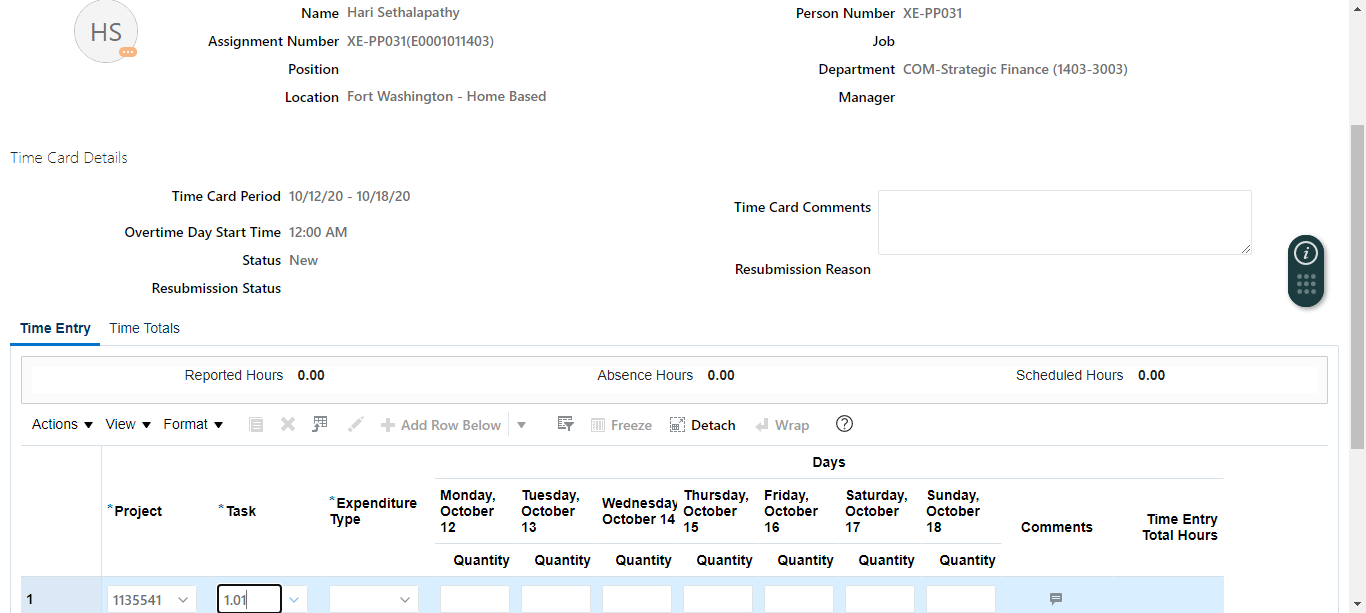 HS
Name Hari Sethalapathy
Person Number XE-PP031
Assignment Number XE-PP031(E0001011403)
Job
Position
Department COM-Strategic Finance (1403-3003)
Location Fort Washington - Home Based
Manager
Time Card Details
Time Card Period 10/12/20 - 10/18/20
Time Card Comments
Overtime Day Start Time 12:00 AM
Status New
Resubmission Reason
Resubmission Status
Time Entry Time Totals
Reported Hours 0.00 Absence Hours 0.00 Scheduled Hours 0.00
Actions View Format Add Row Below Freeze Detach Wrap
Days
*Project
*Task
*Expenditure
Type
Monday,
October
12
Tuesday,
October
13
Wednesday
October 14
Thursday,
October
15
Friday,
October
16
Saturday,
October
17
Sunday,
October
18
Comments
Time Entry
Total Hours
Quantity Quantity Quantity Quantity Quantity Quantity Quantity
1 1135541 1.01